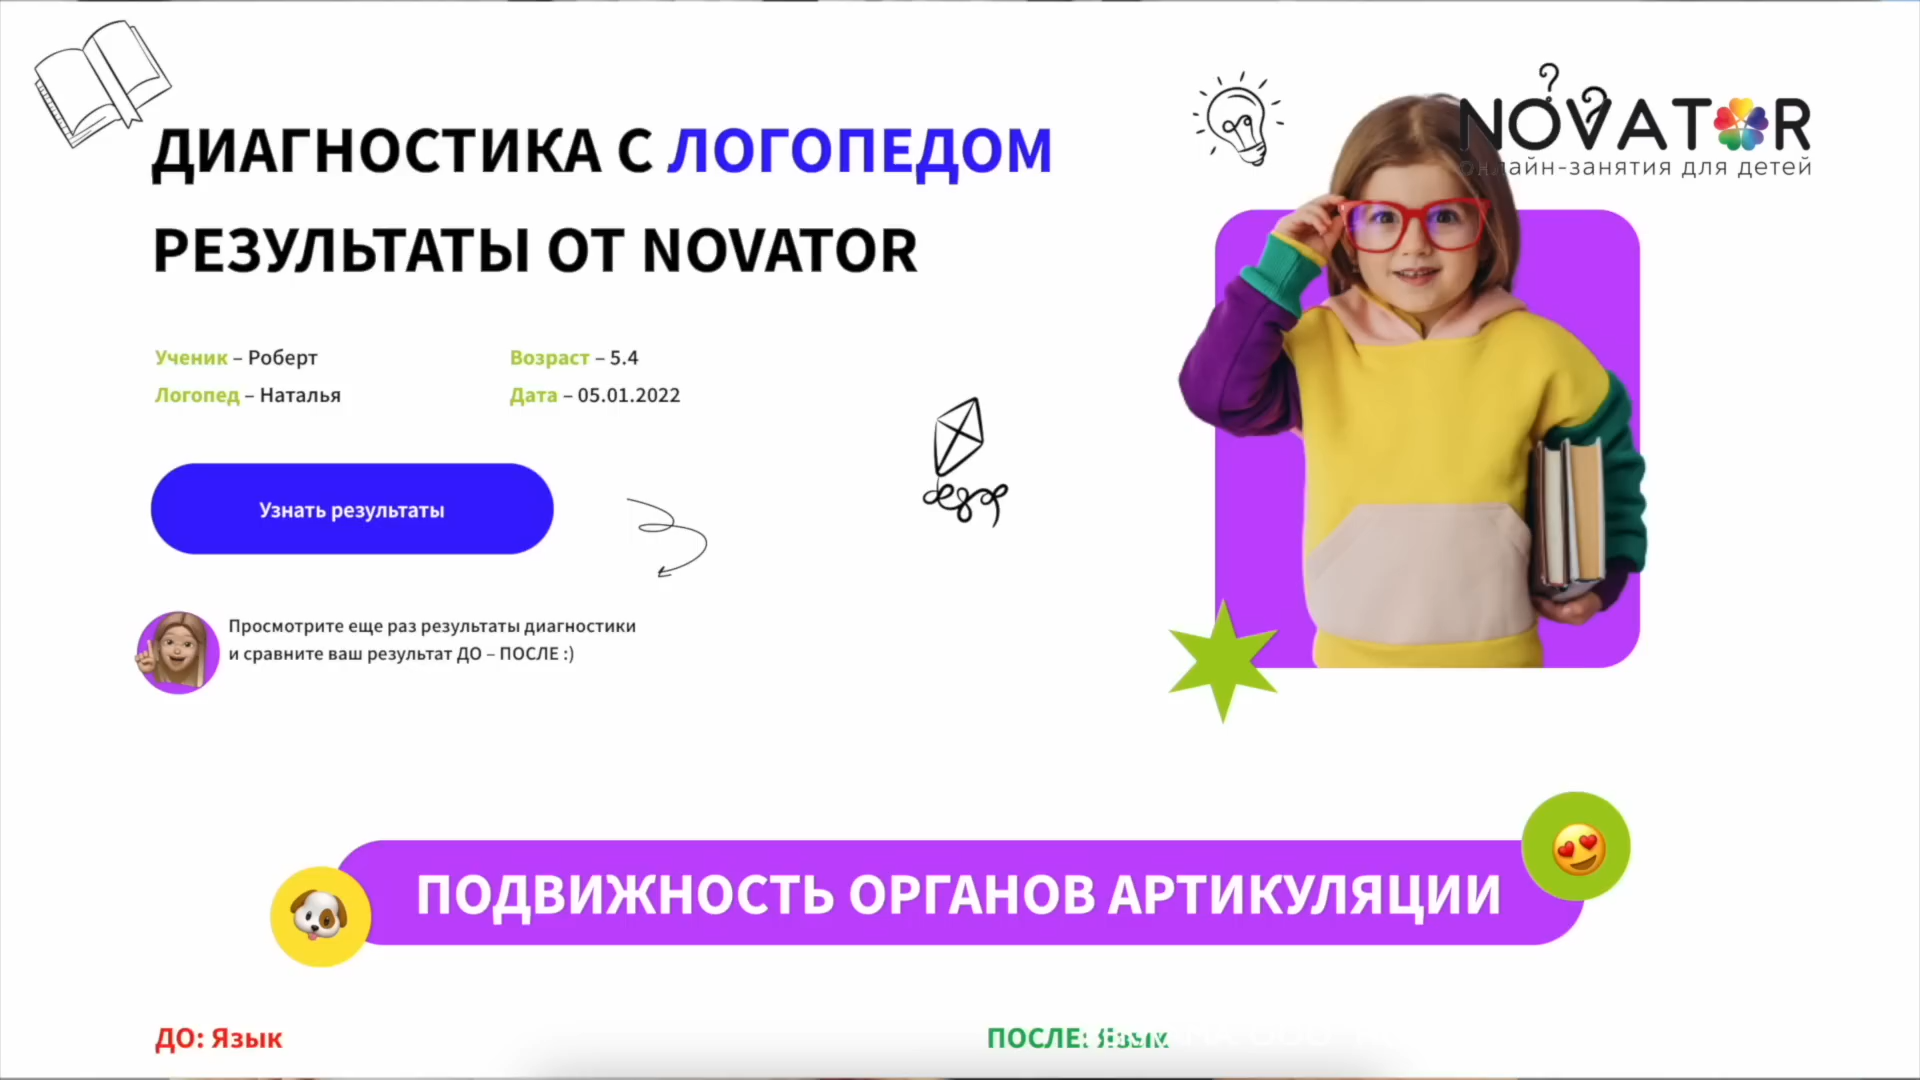 NOVATOR
онлайн-занятия для детей
ДИАГНОСТИКА С ЛОГОПЕДОМ
РЕЗУЛЬТАТЫ ОТ NOVATOR
Ученик – Роберт
Возраст – 5.4
Логопед – Наталья
Дата – 05.01.2022
Узнать результаты
Просмотрите еще раз результаты диагностики
и сравните ваш результат ДО – ПОСЛЕ :)
ПОДВИЖНОСТЬ ОРГАНОВ АРТИКУЛЯЦИИ
ДО: Язык
ПОСЛЕ: Язык